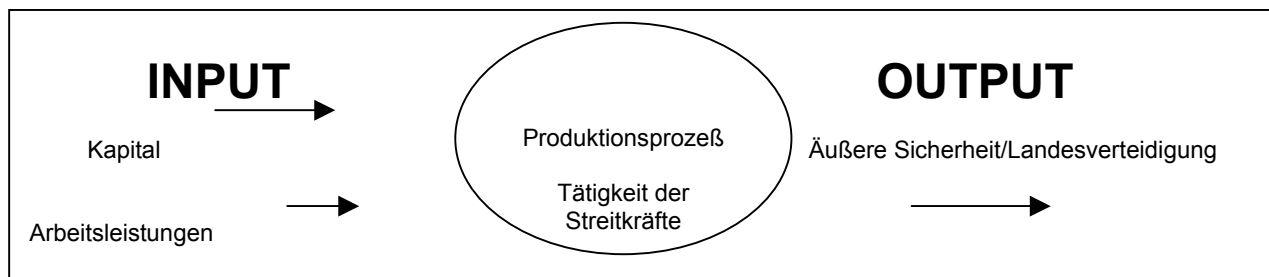 INPUT
OUTPUT
Kapital
Produktionsprozeß
Äußere Sicherheit/Landesverteidigung
Tätigkeit der
Streitkräfte
Arbeitsleistungen